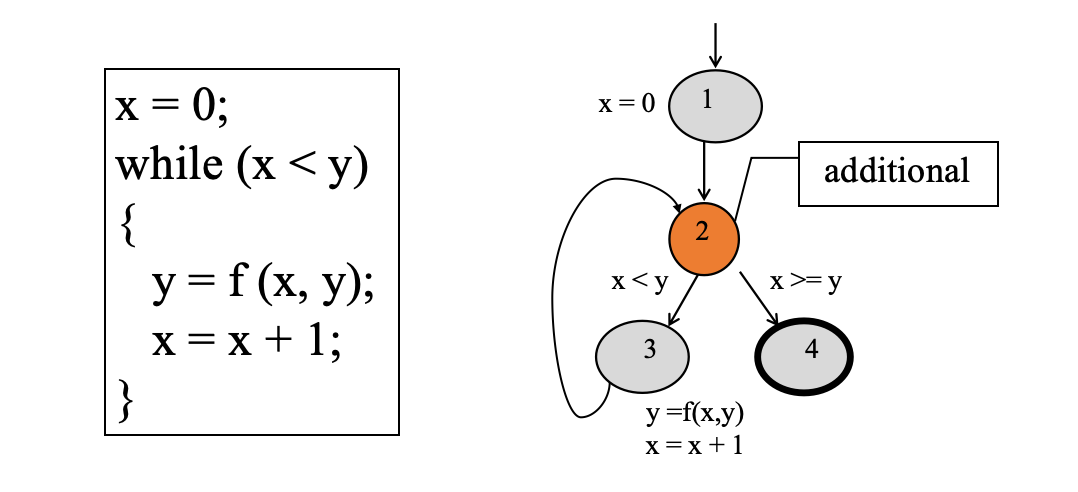 x = 0;
while (x < y)
{
y = f (x, y);
x = x + 1;
}
x = 0
1
additional
2
x < y
x >= y
3
4
y =f(x,y)
x = x + 1